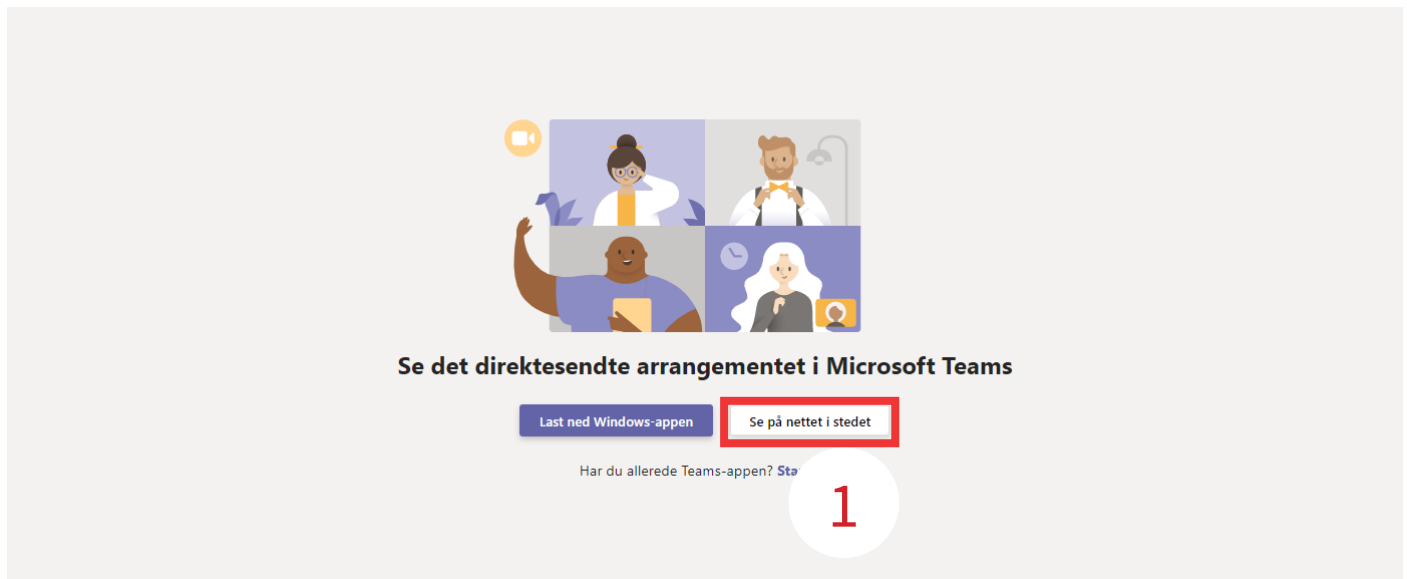 Se det direktesendte arrangementet i Microsoft Teams
Last ned Windows-appen
Se på nettet i stedet
Har du allerede Teams-appen?
1